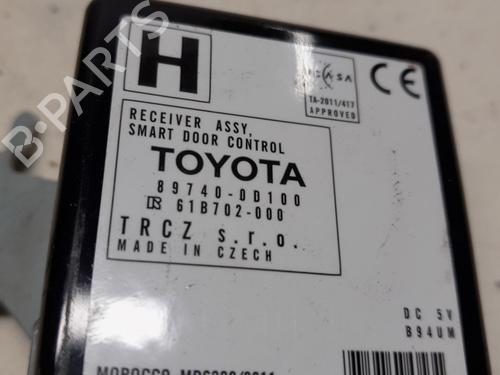 H
ICASA
TA-2011/417
APPROVED
CE
RECEIVER ASSY,
SMART DOOR CONTROL
TOYOTA
89740-0D100
61B702-000
TRCZ s.r.o.
MADE IN CZECH
DC 5V
B94UM
B-PARTS